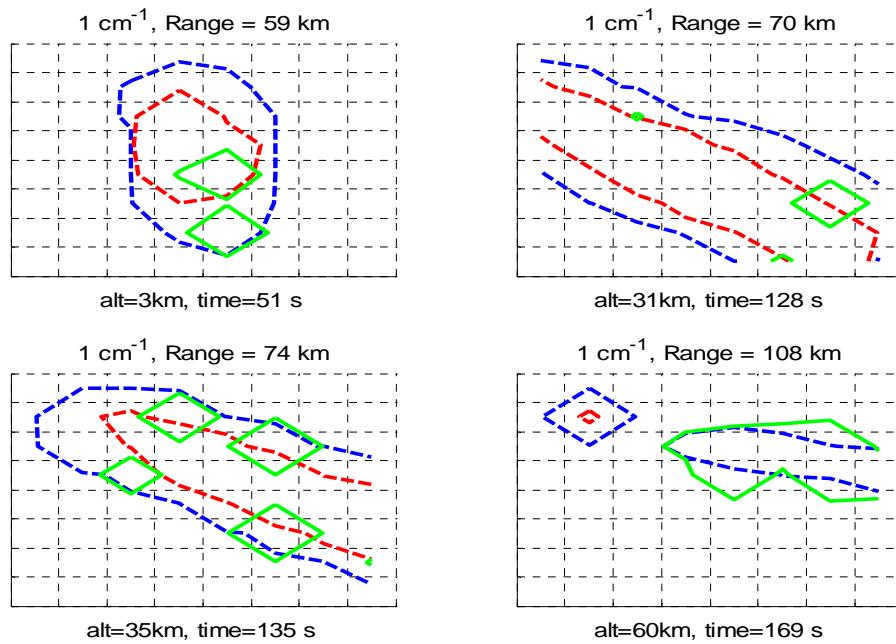 1 cm⁻¹, Range = 59 km
1 cm⁻¹, Range = 70 km
alt=3km, time=51 s
alt=31km, time=128 s
1 cm⁻¹, Range = 74 km
1 cm⁻¹, Range = 108 km
alt=35km, time=135 s
alt=60km, time=169 s